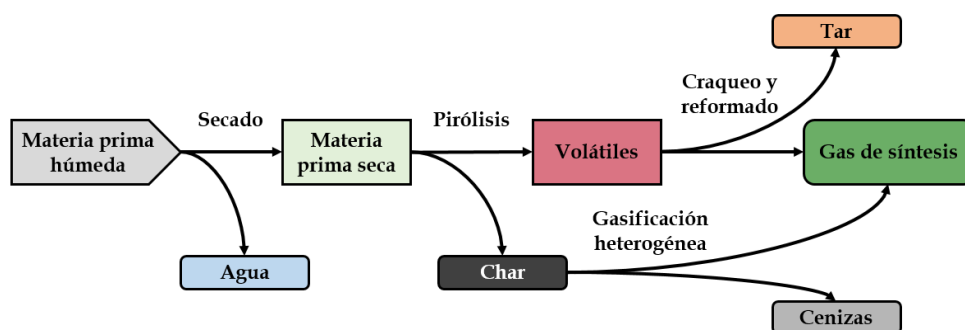 Tar
Craqueo y
reformado
Secado
Pirólisis
Materia prima
húmeda
Materia
prima seca
Volátiles
Gas de síntesis
Gasificación
heterogénea
Agua
Char
Cenizas